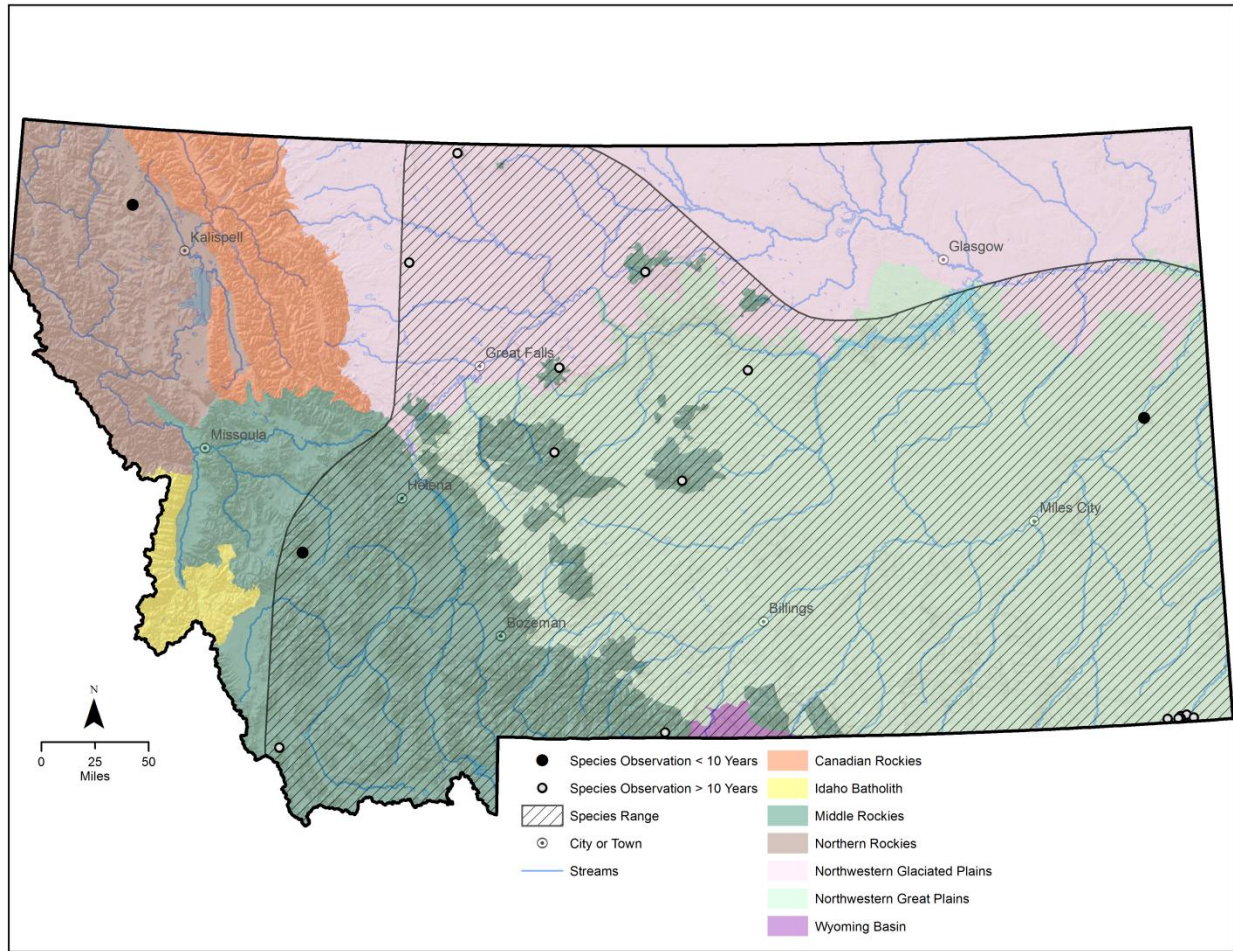 Glasgow
Kalispell
Great Falls
Missoula
Helena
Miles City
Billings
Bozeman
N
0 25 50
Miles
Species Observation < 10 Years
Species Observation > 10 Years
Species Range
City or Town
Streams
Canadian Rockies
Idaho Batholith
Middle Rockies
Northern Rockies
Northwestern Glaciated Plains
Northwestern Great Plains
Wyoming Basin